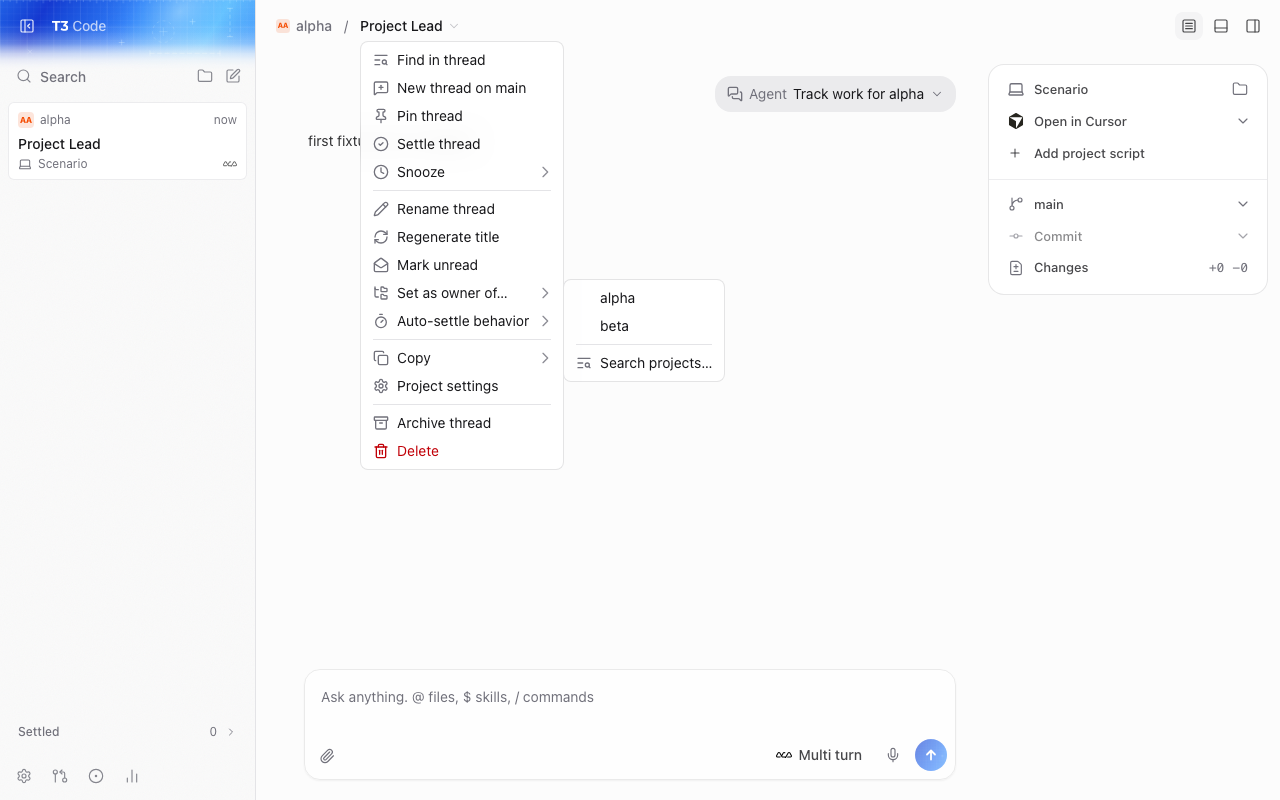 T3 Code
Search
AA alpha now
Project Lead
Scenario
Settled 0
AA alpha / Project Lead
Find in thread
New thread on main
Pin thread
Settle thread
Snooze
Rename thread
Regenerate title
Mark unread
Set as owner of...
Auto-settle behavior
Copy
Project settings
Archive thread
Delete
alpha
beta
Search projects...
Agent Track work for alpha
first fixtu
Ask anything. @ files, $ skills, / commands
Multi turn
Scenario
Open in Cursor
Add project script
main
Commit
Changes +0 −0